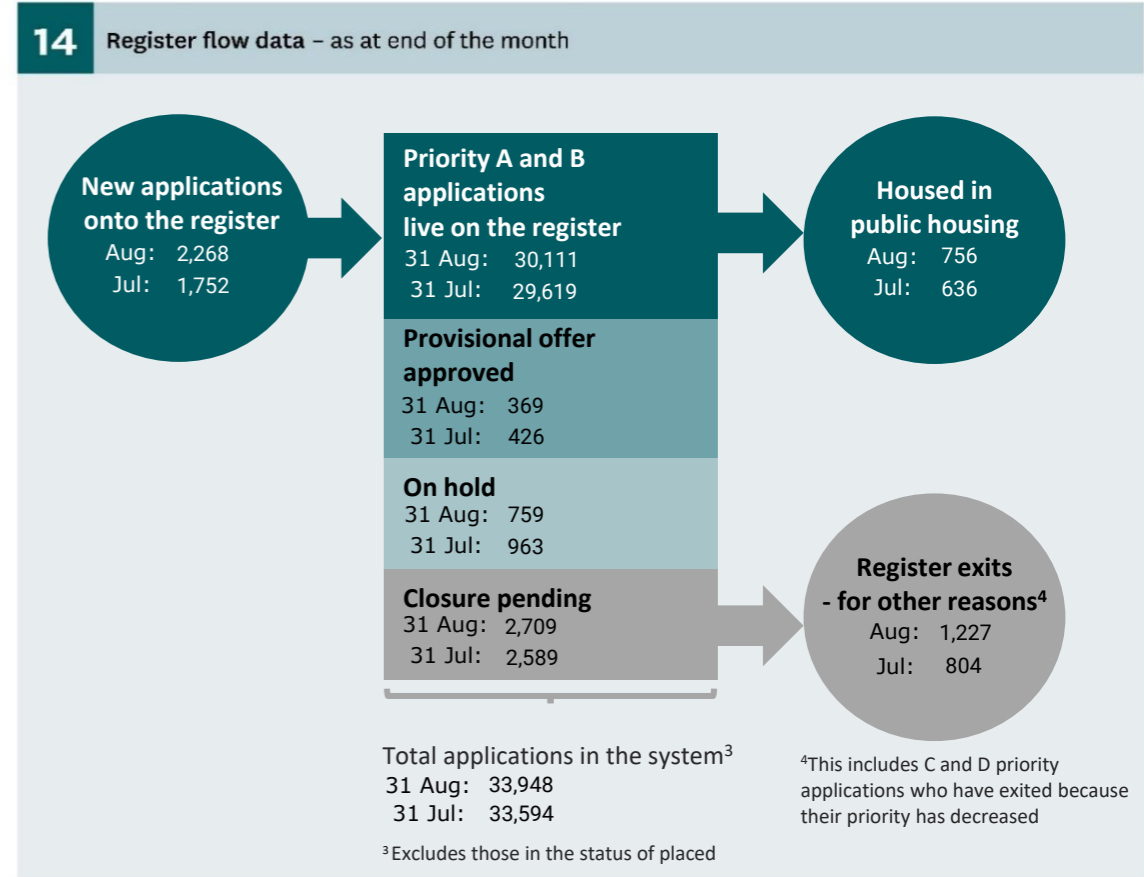 14 Register flow data – as at end of the month
New applications
onto the register
Aug: 2,268
Jul: 1,752
Priority A and B
applications
live on the register
31 Aug: 30,111
31 Jul: 29,619
Provisional offer
approved
31 Aug: 369
31 Jul: 426
On hold
31 Aug: 759
31 Jul: 963
Closure pending
31 Aug: 2,709
31 Jul: 2,589
Housed in
public housing
Aug: 756
Jul: 636
Register exits
- for other reasons⁴
Aug: 1,227
Jul: 804
Total applications in the system³
31 Aug: 33,948
31 Jul: 33,594
³Excludes those in the status of placed
⁴This includes C and D priority
applications who have exited because
their priority has decreased